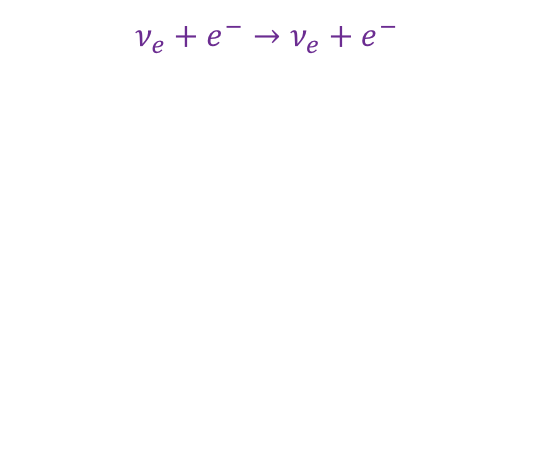 νₑ + e⁻ → νₑ + e⁻